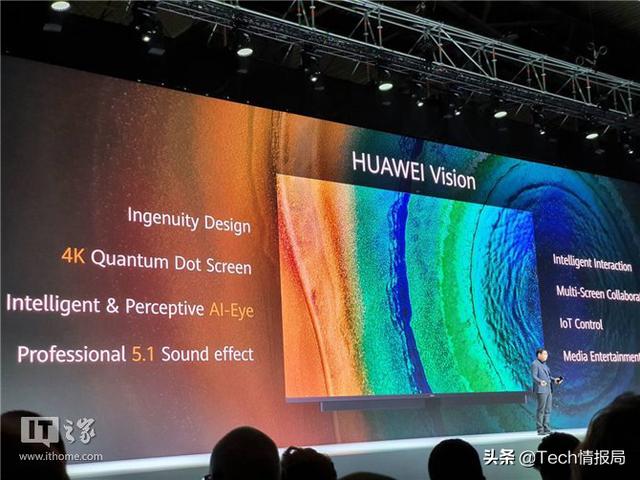 HUAWEI Vision
Ingenuity Design
4K Quantum Dot Screen
Intelligent & Perceptive AI-Eye
Professional 5.1 Sound effect
Intelligent Interaction
Multi-Screen Collabora
IoT Control
Media Entertainment
IT之家
www.ithome.com
头条 @Tech情报局